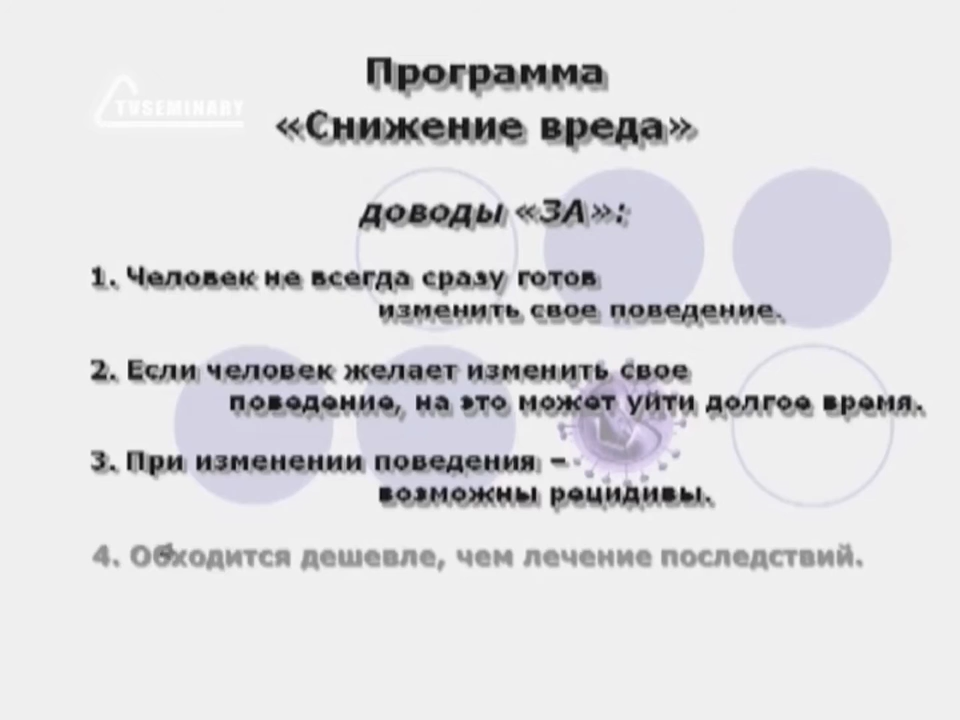 Программа
TVSEMINARY
«Снижение вреда»
доводы «ЗА»:
1. Человек не всегда сразу готов
изменить свое поведение.
2. Если человек желает изменить свое
поведение, на это может уйти долгое время.
3. При изменении поведения –
возможны рецидивы.
4. Обходится дешевле, чем лечение последствий.